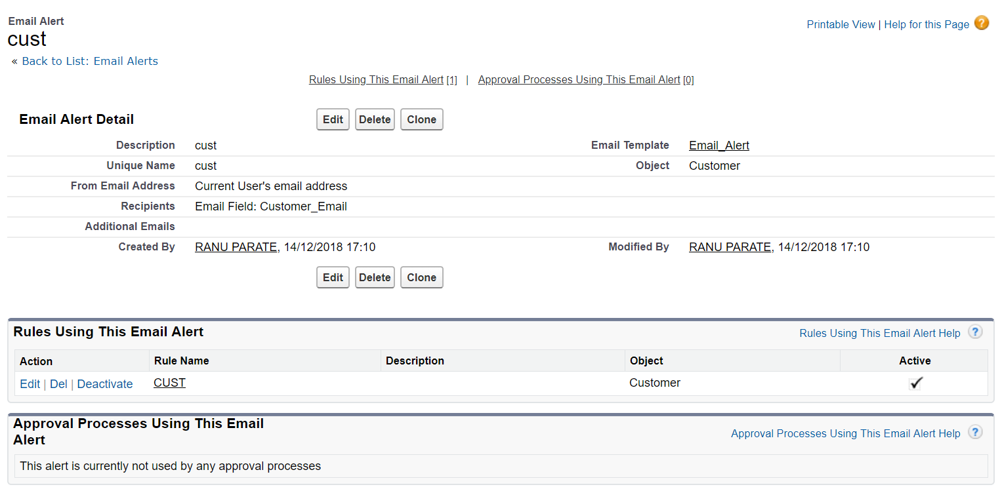 Email Alert
cust
Printable View | Help for this Page ?
« Back to List: Email Alerts
Rules Using This Email Alert [1] | Approval Processes Using This Email Alert [0]
Email Alert Detail Edit Delete Clone
Description cust Email Template Email_Alert
Unique Name cust Object Customer
From Email Address Current User's email address
Recipients Email Field: Customer_Email
Additional Emails
Created By RANU PARATE, 14/12/2018 17:10 Modified By RANU PARATE, 14/12/2018 17:10
Edit Delete Clone
Rules Using This Email Alert Rules Using This Email Alert Help ?
Action Rule Name Description Object Active
Edit | Del | Deactivate CUST Customer
Approval Processes Using This Email
Alert
Approval Processes Using This Email Alert Help ?
This alert is currently not used by any approval processes